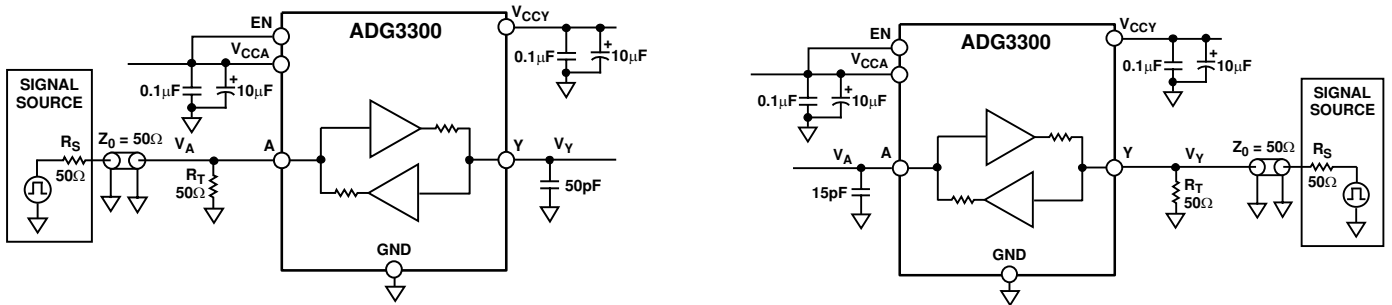 EN
VCCA
ADG3300
VCCY
0.1µF
+
10µF
0.1µF
+
10µF
SIGNAL
SOURCE
RS
50Ω
Z0 = 50Ω
VA
A
RT
50Ω
Y
VY
50pF
GND
EN
VCCA
ADG3300
VCCY
0.1µF
+
10µF
0.1µF
+
10µF
SIGNAL
SOURCE
VA
A
15pF
Y
VY
RT
50Ω
Z0 = 50Ω
RS
50Ω
GND